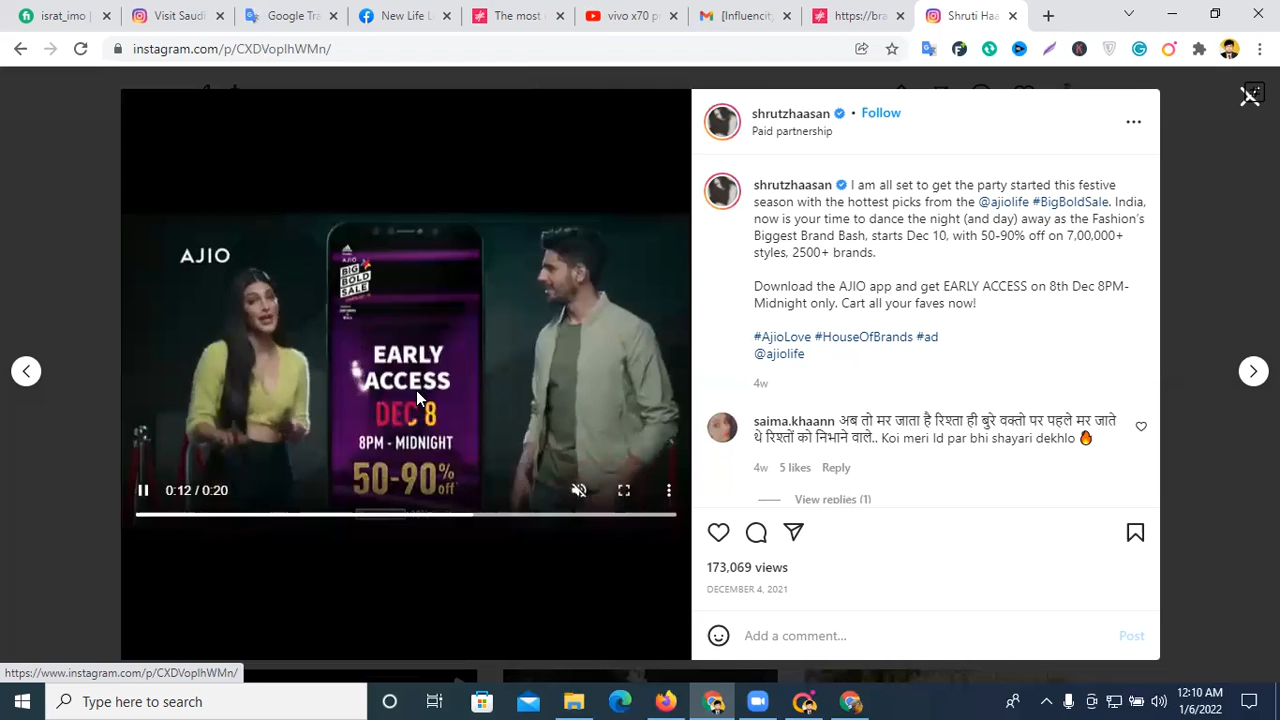 israt_imo
Visit Saudi
Google Tra
New Life L
The most
vivo x70 p
[Influencit
https://bra
Shruti Haa
instagram.com/p/CXDVoplhWMn/
shrutzhaasan • Follow
Paid partnership
AJIO
AJIO
BIG
BOLD
SALE
EARLY
ACCESS
DEC 8
8PM - MIDNIGHT
50-90% off
0:12 / 0:20
shrutzhaasan I am all set to get the party started this festive
season with the hottest picks from the @ajiolife #BigBoldSale. India,
now is your time to dance the night (and day) away as the Fashion's
Biggest Brand Bash, starts Dec 10, with 50-90% off on 7,00,000+
styles, 2500+ brands.
Download the AJIO app and get EARLY ACCESS on 8th Dec 8PM-
Midnight only. Cart all your faves now!
#AjioLove #HouseOfBrands #ad
@ajiolife
4w
saima.khaann अब तो मर जाता है रिश्ता ही बुरे वक्तो पर पहले मर जाते
थे रिश्तों को निभाने वाले.. Koi meri Id par bhi shayari dekhlo
4w 5 likes Reply
View replies (1)
173,069 views
DECEMBER 4, 2021
Add a comment... Post
https://www.instagram.com/p/CXDVoplhWMn/
Type here to search
12:10 AM
1/6/2022